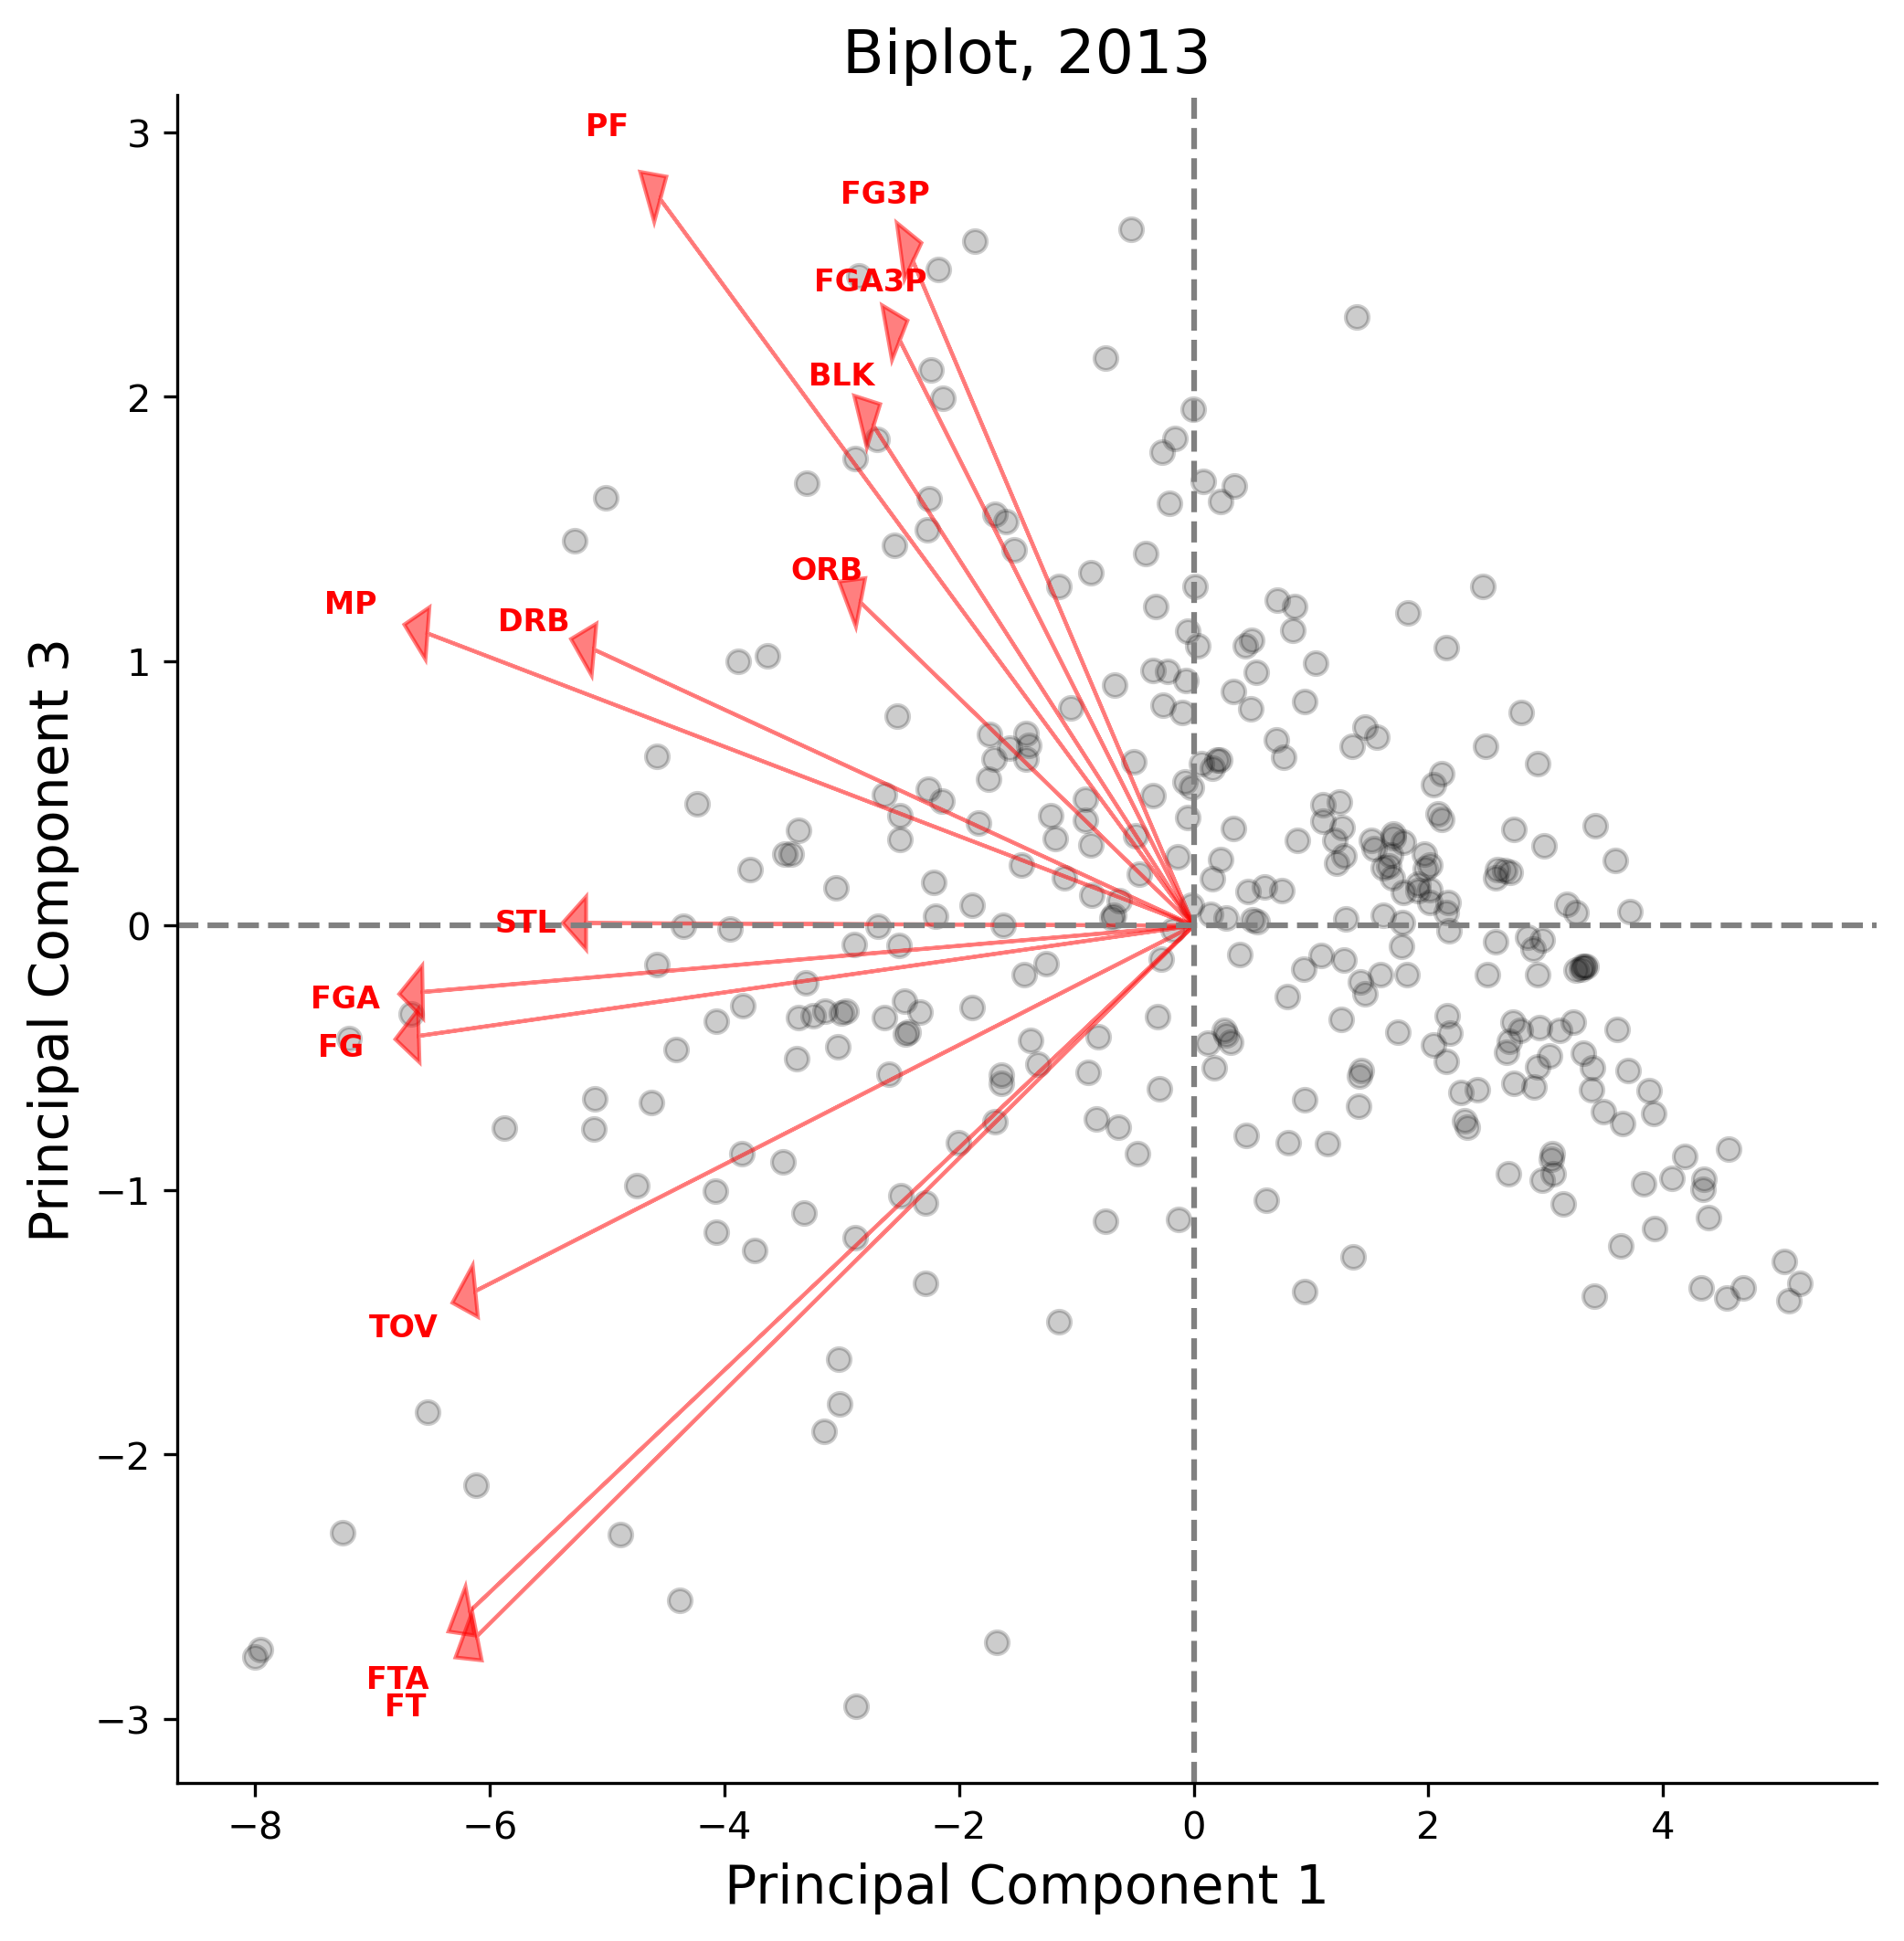 Biplot, 2013
Principal Component 3
3
2
1
0
−1
−2
−3
PF
FG3P
FGA3P
BLK
ORB
MP
DRB
STL
FGA
FG
TOV
FTA
FT
−8
−6
−4
−2
0
2
4
Principal Component 1